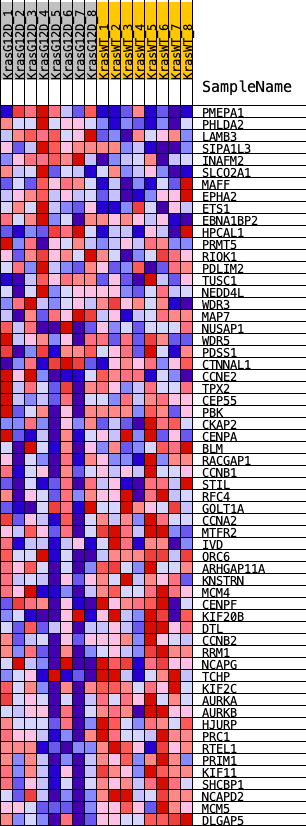 KrasG12D_1
KrasG12D_2
KrasG12D_3
KrasG12D_4
KrasG12D_5
KrasG12D_6
KrasG12D_7
KrasG12D_8
KrasWT_1
KrasWT_2
KrasWT_3
KrasWT_4
KrasWT_5
KrasWT_6
KrasWT_7
KrasWT_8
SampleName
PMEPA1
PHLDA2
LAMB3
SIPA1L3
INAFM2
SLCO2A1
MAFF
EPHA2
ETS1
EBNA1BP2
HPCAL1
PRMT5
RIOK1
PDLIM2
TUSC1
NEDD4L
WDR3
MAP7
NUSAP1
WDR5
PDSS1
CTNNAL1
CCNE2
TPX2
CEP55
PBK
CKAP2
CENPA
BLM
RACGAP1
CCNB1
STIL
RFC4
GOLT1A
CCNA2
MTFR2
IVD
ORC6
ARHGAP11A
KNSTRN
MCM4
CENPF
KIF20B
DTL
CCNB2
RRM1
NCAPG
TCHP
KIF2C
AURKA
AURKB
HJURP
PRC1
RTEL1
PRIM1
KIF11
SHCBP1
NCAPD2
MCM5
DLGAP5